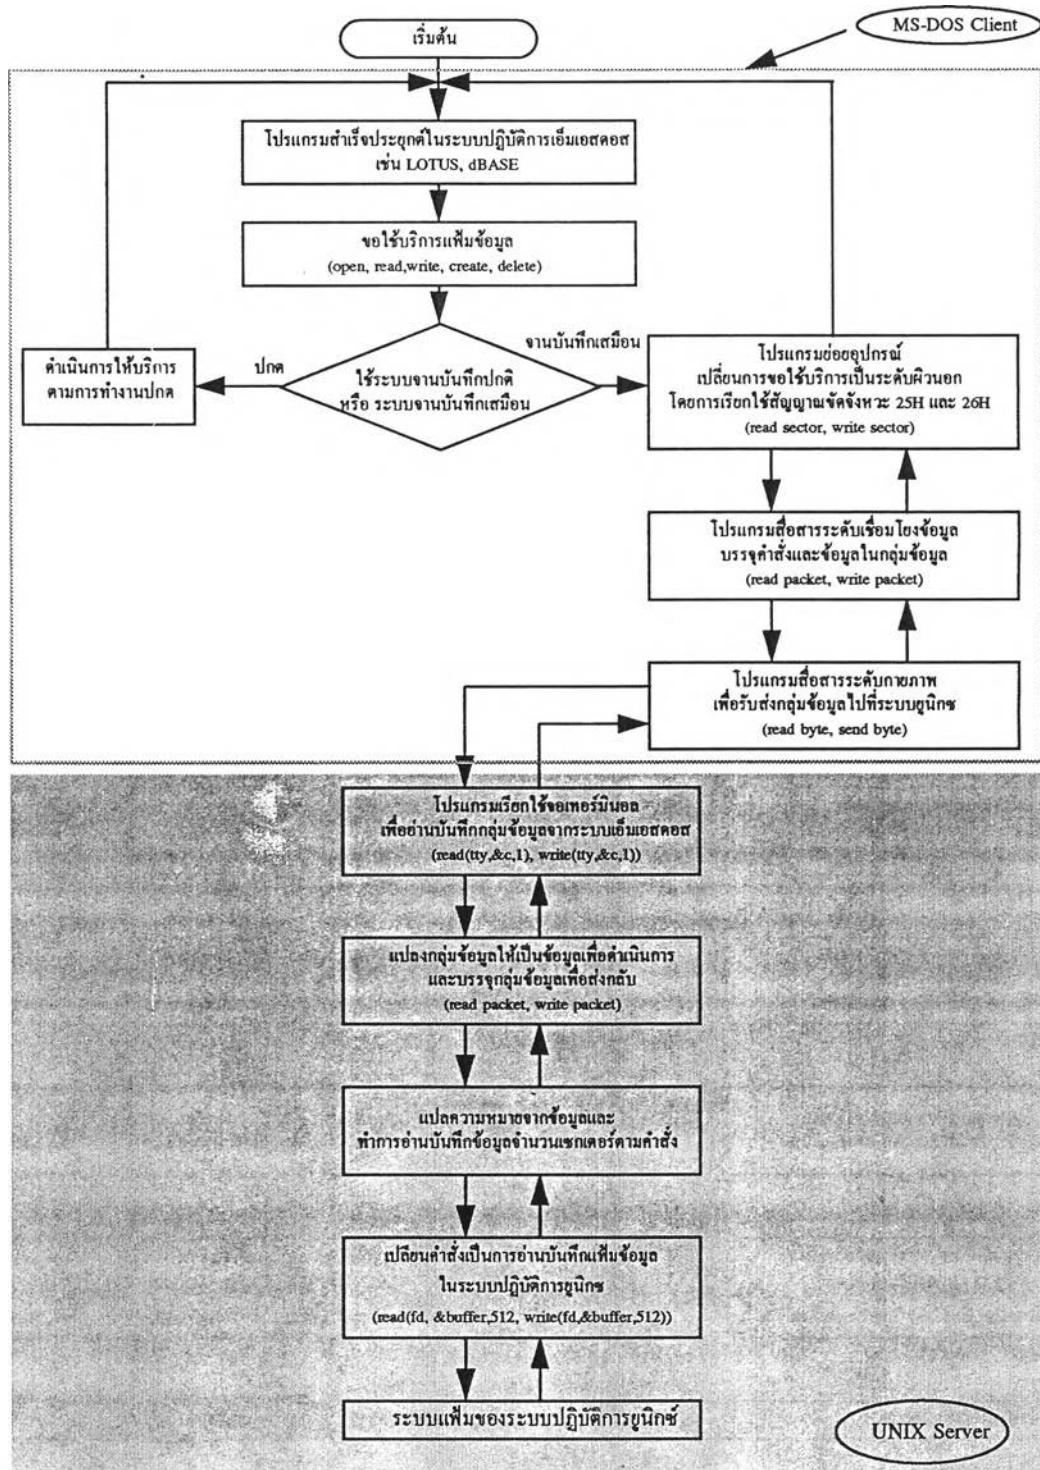 เริ่มต้น
MS-DOS Client
โปรแกรมสำเร็จประยุกต์ในระบบปฏิบัติการเอ็มเอสดอส
เช่น LOTUS, dBASE
ขอใช้บริการแฟ้มข้อมูล
(open, read,write, create, delete)
จานบันทึกเสมือน
ปกต
ใช้ระบบจานบันทึกปกติ
หรือ ระบบจานบันทึกเสมือน
ดำเนินการให้บริการ
ตามการทำงานปกต
โปรแกรมย่อยอุปกรณ์
เปลี่ยนการขอใช้บริการเป็นระดับผิวนอก
โดยการเรียกใช้สัญญาณขัดจังหวะ 25H และ 26H
(read sector, write sector)
โปรแกรมสื่อสารระดับเชื่อมโยงข้อมูล
บรรจุคำสั่งและข้อมูลในกลุ่มข้อมูล
(read packet, write packet)
โปรแกรมสื่อสารระดับกายภาพ
เพื่อรับส่งกลุ่มข้อมูลไปที่ระบบยูนิกซ
(read byte, send byte)
โปรแกรมเรียกใช้จอเทอร์มินอล
เพื่ออ่านบันทึกกลุ่มข้อมูลจากระบบเอ็มเอสดอส
(read(tty,&c,1), write(tty,&c,1))
แปลงกลุ่มข้อมูลให้เป็นข้อมูลเพื่อดำเนินการ
และบรรจุกลุ่มข้อมูลเพื่อส่งกลับ
(read packet, write packet)
แปลความหมายจากข้อมูลและ
ทำการอ่านบันทึกข้อมูลจำนวนเซกเตอร์ตามคำสั่ง
เปลี่ยนคำสั่งเป็นการอ่านบันทึกแฟ้มข้อมูล
ในระบบปฏิบัติการยูนิกซ
(read(fd, &buffer,512, write(fd,&buffer,512))
ระบบแฟ้มของระบบปฏิบัติการยูนิกซ์
UNIX Server